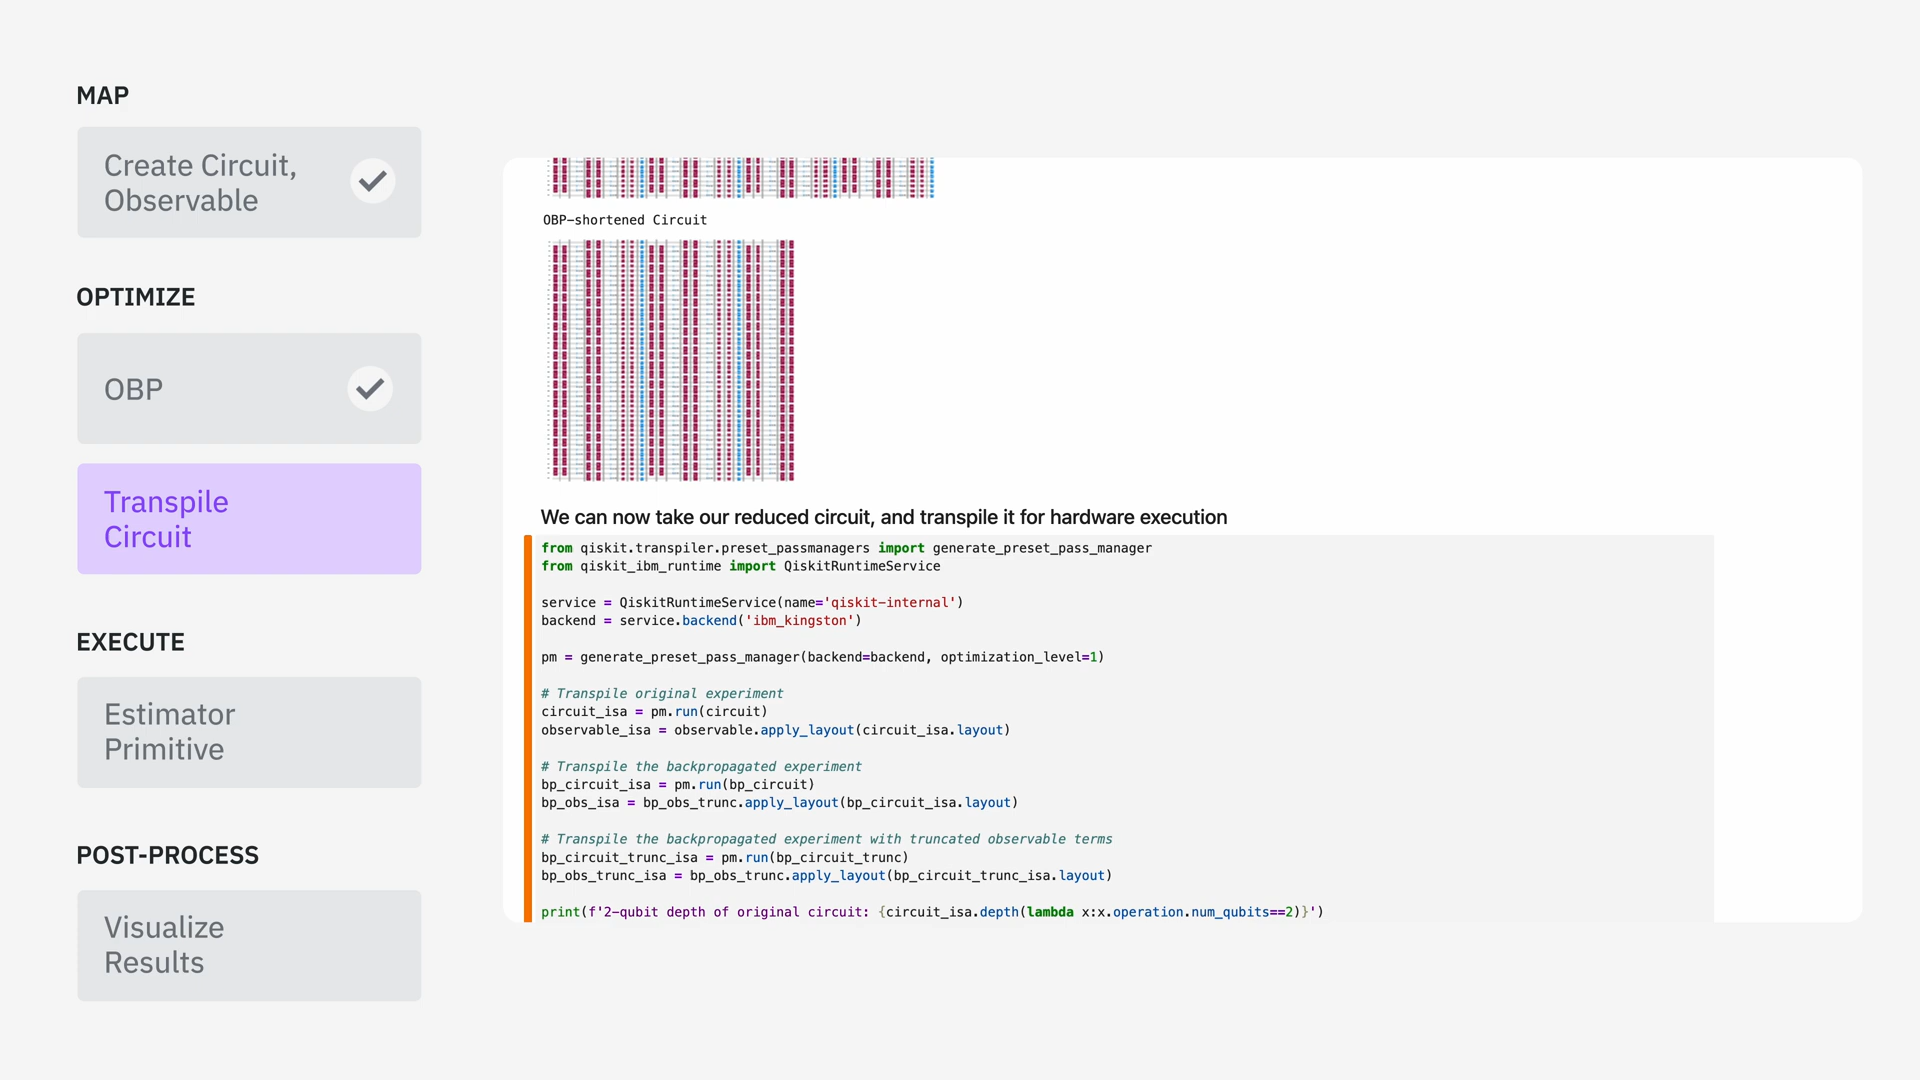 MAP
Create Circuit,
Observable
OPTIMIZE
OBP
Transpile
Circuit
EXECUTE
Estimator
Primitive
POST-PROCESS
Visualize
Results
OBP-shortened Circuit
We can now take our reduced circuit, and transpile it for hardware execution
from qiskit.transpiler.preset_passmanagers import generate_preset_pass_manager
from qiskit_ibm_runtime import QiskitRuntimeService
service = QiskitRuntimeService(name='qiskit-internal')
backend = service.backend('ibm_kingston')
pm = generate_preset_pass_manager(backend=backend, optimization_level=1)
# Transpile original experiment
circuit_isa = pm.run(circuit)
observable_isa = observable.apply_layout(circuit_isa.layout)
# Transpile the backpropagated experiment
bp_circuit_isa = pm.run(bp_circuit)
bp_obs_isa = bp_obs_trunc.apply_layout(bp_circuit_isa.layout)
# Transpile the backpropagated experiment with truncated observable terms
bp_circuit_trunc_isa = pm.run(bp_circuit_trunc)
bp_obs_trunc_isa = bp_obs_trunc.apply_layout(bp_circuit_trunc_isa.layout)
print(f'2-qubit depth of original circuit: {circuit_isa.depth(lambda x:x.operation.num_qubits==2)}')